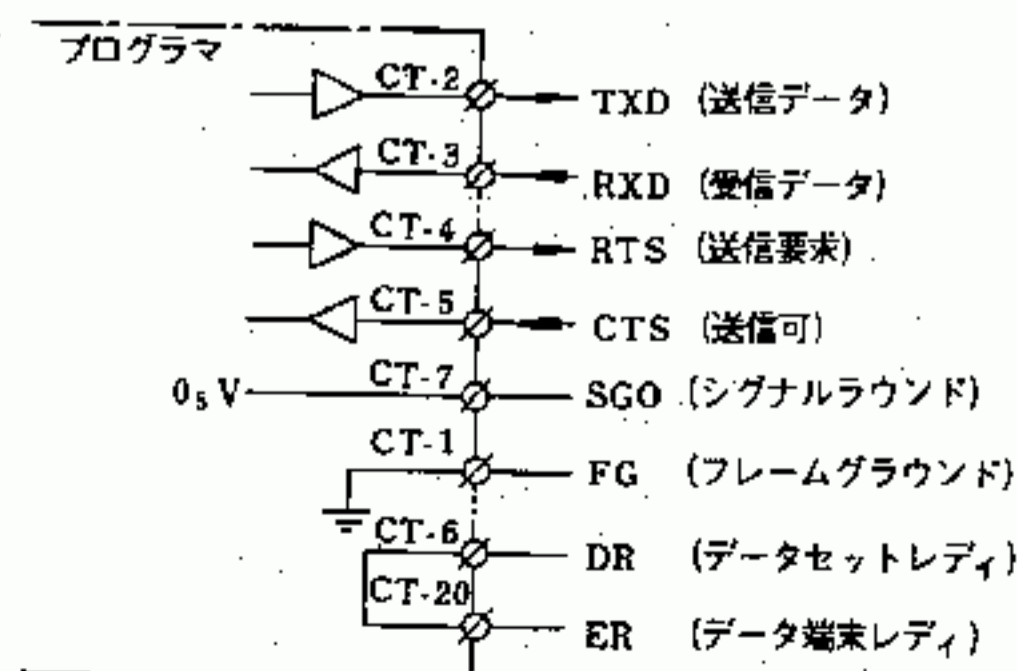 プログラマ
CT-2 TXD (送信データ)
CT-3 RXD (受信データ)
CT-4 RTS (送信要求)
CT-5 CTS (送信可)
0₅V CT-7 SGO (シグナルラウンド)
CT-1 FG (フレームグラウンド)
CT-6 DR (データセットレディ)
CT-20 ER (データ端末レディ)